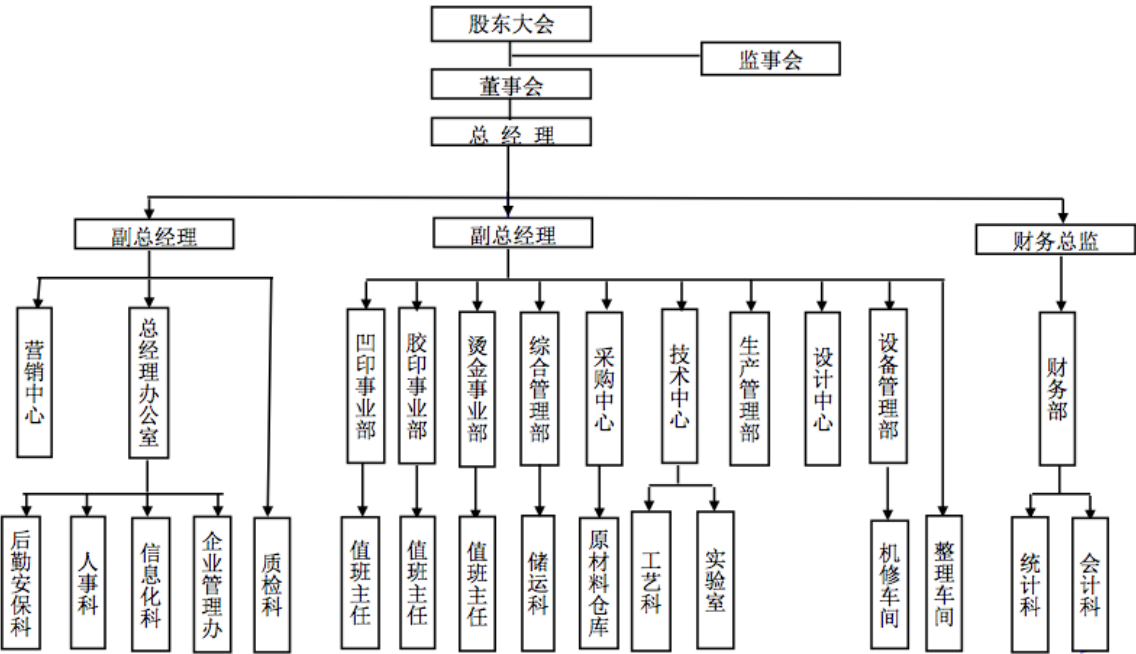 股东大会
监事会
董事会
总 经 理
副总经理
副总经理
财务总监
营销中心
总经理办公室
凹印事业部
胶印事业部
烫金事业部
综合管理部
采购中心
技术中心
生产管理部
设计中心
设备管理部
财务部
后勤安保科
人事科
信息化科
企业管理办
质检科
值班主任
值班主任
值班主任
储运科
原材料仓库
工艺科
实验室
机修车间
整理车间
统计科
会计科